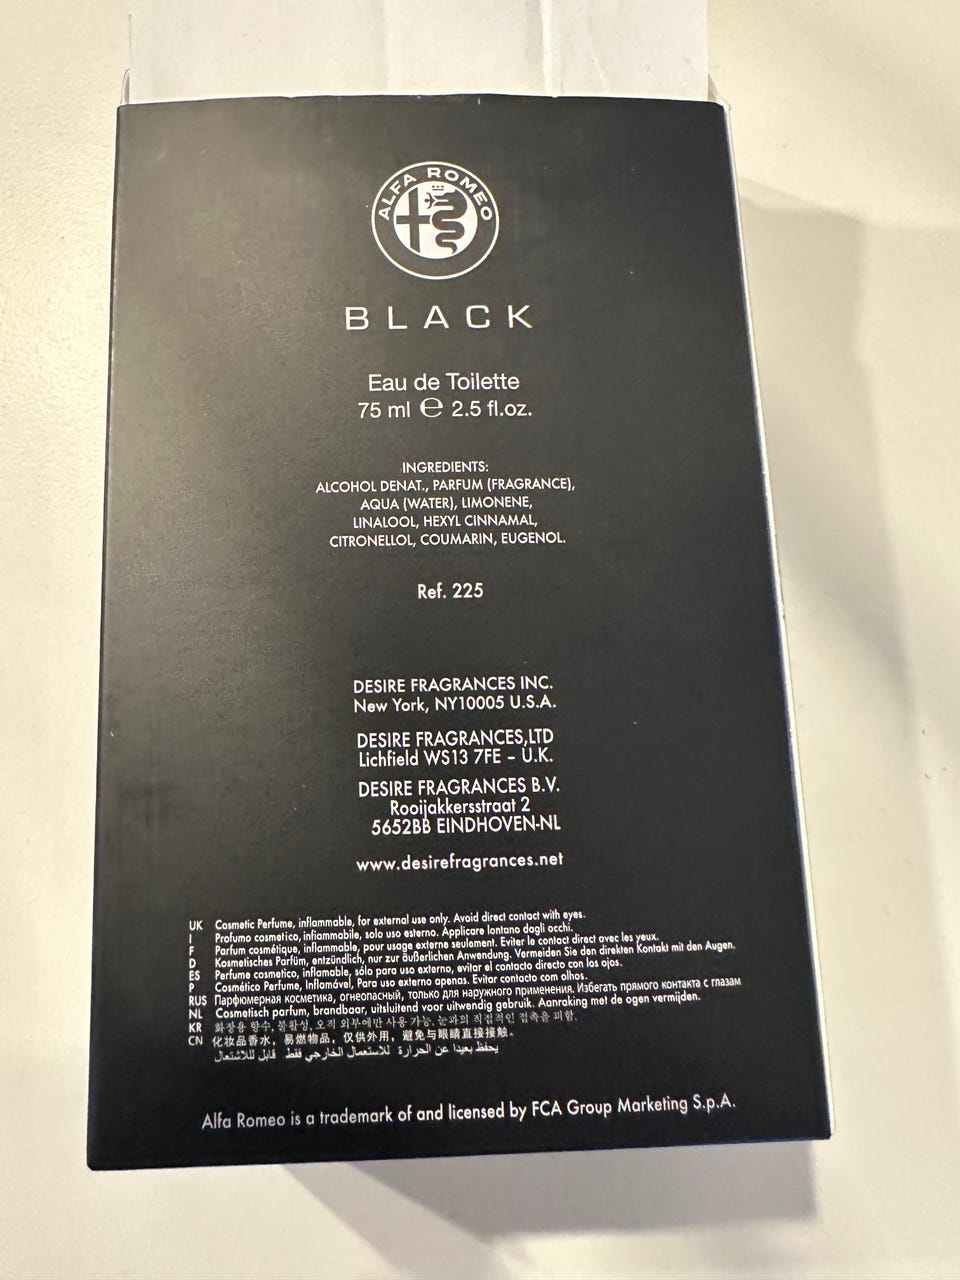 ALFA ROMEO
BLACK
Eau de Toilette
75 ml ℮ 2.5 fl.oz.
INGREDIENTS:
ALCOHOL DENAT., PARFUM (FRAGRANCE),
AQUA (WATER), LIMONENE,
LINALOOL, HEXYL CINNAMAL,
CITRONELLOL, COUMARIN, EUGENOL.
Ref. 225
DESIRE FRAGRANCES INC.
New York, NY10005 U.S.A.
DESIRE FRAGRANCES,LTD
Lichfield WS13 7FE - U.K.
DESIRE FRAGRANCES B.V.
Rooijakkersstraat 2
5652BB EINDHOVEN-NL
www.desirefragrances.net
UK Cosmetic Perfume, inflammable, for external use only. Avoid direct contact with eyes.
I Profumo cosmetico, infiammabile, solo uso esterno. Applicare lontano dagli occhi.
F Parfum cosmétique, inflammable, pour usage externe seulement. Eviter le contact direct avec les yeux.
D Kosmetisches Parfüm, entzündlich, nur zur äußerlichen Anwendung. Vermeiden Sie den direkten Kontakt mit den Augen.
ES Perfume cosmetico, inflamable, sólo para uso externo, evitar el contacto directo con los ojos.
P Cosmético Perfume, Inflamóvel, Para uso externo apenas. Evitar contacto com olhos.
RUS Парфюмерная косметика, огнеопасный, только для наружного применения. Избегать прямого контакта с глазам
NL Cosmetisch parfum, brandbaar, uitsluitend voor uitwendig gebruik. Aanraking met de ogen vermijden.
KR 화장용 향수, 불활성, 오직 외부에만 사용 가능, 눈과의 직접적인 접촉을 피함.
CN 化妆品香水，易燃物品，仅供外用，避免与眼睛直接接触。
يحفظ بعيدا عن الحرارة للاستعمال الخارجي فقط قابل للاشتعال
Alfa Romeo is a trademark of and licensed by FCA Group Marketing S.p.A.